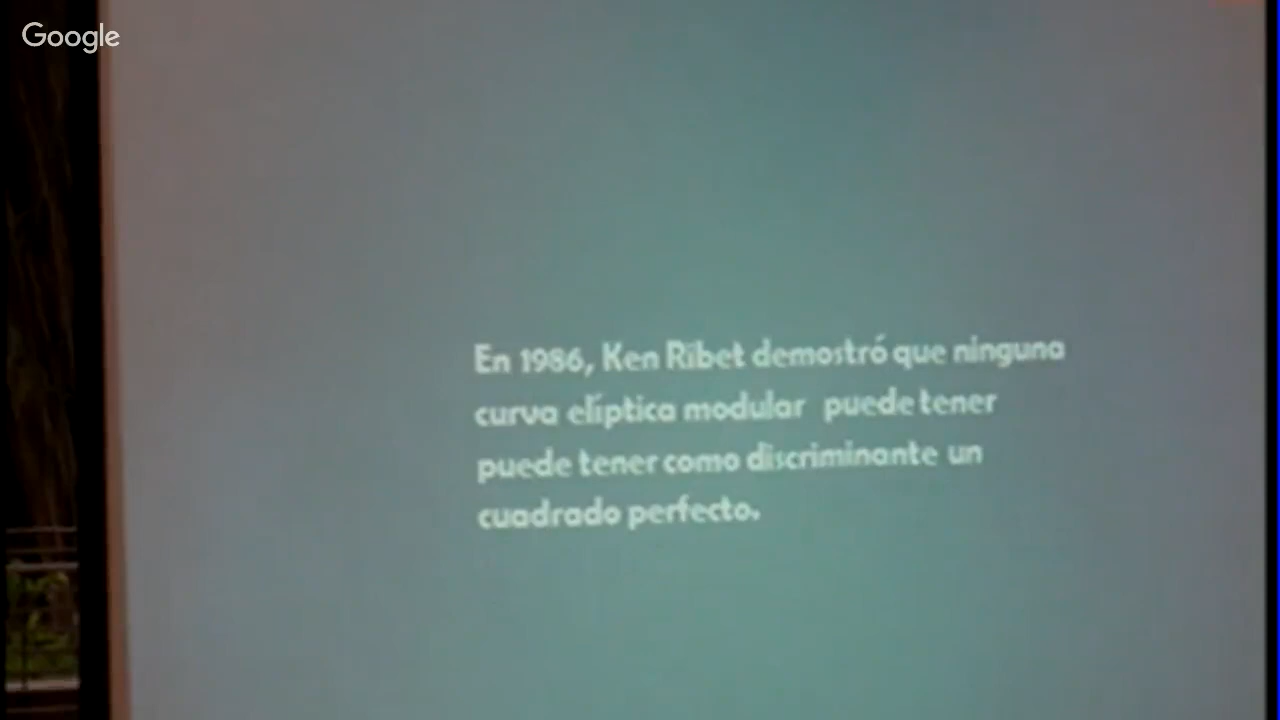 Google
En 1986, Ken Ribet demostró que ninguna
curva elíptica modular puede tener
puede tener como discriminante un
cuadrado perfecto.